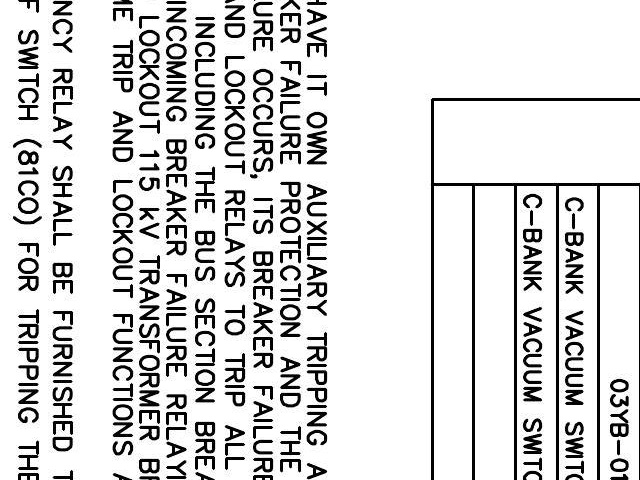 03YB-01
C-BANK VACUUM SWITC
C-BANK VACUUM SWITC
HAVE IT OWN AUXILIARY TRIPPING A
KER FAILURE PROTECTION AND THE
URE OCCURS, ITS BREAKER FAILURE
AND LOCKOUT RELAYS TO TRIP ALL
INCLUDING THE BUS SECTION BREA
INCOMING BREAKER FAILURE RELAYI
LOCKOUT 115 kV TRANSFORMER BR
ME TRIP AND LOCKOUT FUNCTIONS A
NCY RELAY SHALL BE FURNISHED T
F SWITCH (81CO) FOR TRIPPING THE